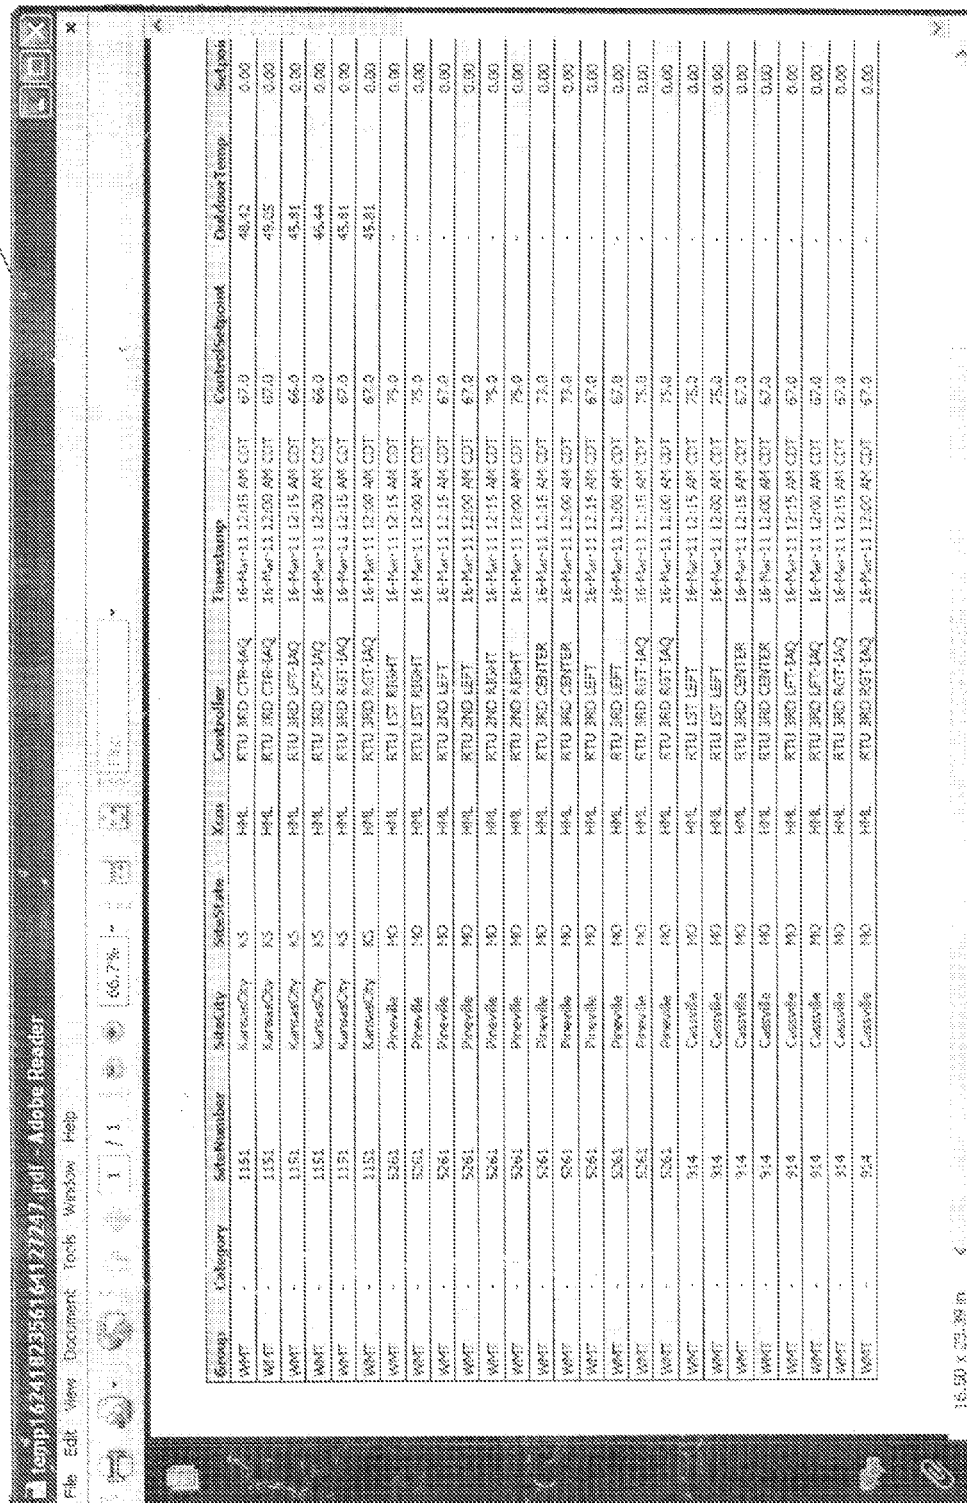 Adobe Reader
File Edit View Document Tools Window Help
1 / 1 66.7%
Group Category SiteNumber SiteCity SiteState Xcm Controller Timestamp ControlSetpoint OutdoorTemp Setpoin
WMT - 1151 KansasCity KS HML RTU 3RD CTR-IAQ 16-Mar-11 12:15 AM CDT 67.0 48.42 0.00
WMT - 1151 KansasCity KS HML RTU 3RD CTR-IAQ 16-Mar-11 12:00 AM CDT 67.0 49.05 0.00
WMT - 1151 KansasCity KS HML RTU 3RD LFT-IAQ 16-Mar-11 12:15 AM CDT 66.0 45.81 0.00
WMT - 1151 KansasCity KS HML RTU 3RD LFT-IAQ 16-Mar-11 12:00 AM CDT 66.0 46.44 0.00
WMT - 1151 KansasCity KS HML RTU 3RD RGT-IAQ 16-Mar-11 12:15 AM CDT 67.0 45.81 0.00
WMT - 1151 KansasCity KS HML RTU 3RD RGT-IAQ 16-Mar-11 12:00 AM CDT 67.0 45.81 0.00
WMT - 5261 Pineville MO HML RTU 1ST RIGHT 16-Mar-11 12:15 AM CDT 75.0 - 0.00
WMT - 5261 Pineville MO HML RTU 1ST RIGHT 16-Mar-11 12:00 AM CDT 75.0 - 0.00
WMT - 5261 Pineville MO HML RTU 2ND LEFT 16-Mar-11 12:15 AM CDT 67.0 - 0.00
WMT - 5261 Pineville MO HML RTU 2ND LEFT 16-Mar-11 12:00 AM CDT 67.0 - 0.00
WMT - 5261 Pineville MO HML RTU 2ND RIGHT 16-Mar-11 12:15 AM CDT 75.0 - 0.00
WMT - 5261 Pineville MO HML RTU 2ND RIGHT 16-Mar-11 12:00 AM CDT 75.0 - 0.00
WMT - 5261 Pineville MO HML RTU 3RD CENTER 16-Mar-11 12:15 AM CDT 73.0 - 0.00
WMT - 5261 Pineville MO HML RTU 3RD CENTER 16-Mar-11 12:00 AM CDT 73.0 - 0.00
WMT - 5261 Pineville MO HML RTU 3RD LEFT 16-Mar-11 12:15 AM CDT 67.0 - 0.00
WMT - 5261 Pineville MO HML RTU 3RD LEFT 16-Mar-11 12:00 AM CDT 67.0 - 0.00
WMT - 5261 Pineville MO HML RTU 3RD RGT-IAQ 16-Mar-11 12:15 AM CDT 75.0 - 0.00
WMT - 5261 Pineville MO HML RTU 3RD RGT-IAQ 16-Mar-11 12:00 AM CDT 75.0 - 0.00
WMT - 914 Cassville MO HML RTU 1ST LEFT 16-Mar-11 12:15 AM CDT 75.0 - 0.00
WMT - 914 Cassville MO HML RTU 1ST LEFT 16-Mar-11 12:00 AM CDT 75.0 - 0.00
WMT - 914 Cassville MO HML RTU 3RD CENTER 16-Mar-11 12:15 AM CDT 67.0 - 0.00
WMT - 914 Cassville MO HML RTU 3RD CENTER 16-Mar-11 12:00 AM CDT 67.0 - 0.00
WMT - 914 Cassville MO HML RTU 3RD LFT-IAQ 16-Mar-11 12:15 AM CDT 67.0 - 0.00
WMT - 914 Cassville MO HML RTU 3RD LFT-IAQ 16-Mar-11 12:00 AM CDT 67.0 - 0.00
WMT - 914 Cassville MO HML RTU 3RD RGT-IAQ 16-Mar-11 12:15 AM CDT 67.0 - 0.00
WMT - 914 Cassville MO HML RTU 3RD RGT-IAQ 16-Mar-11 12:00 AM CDT 67.0 - 0.00
16.50 x 23.39 in